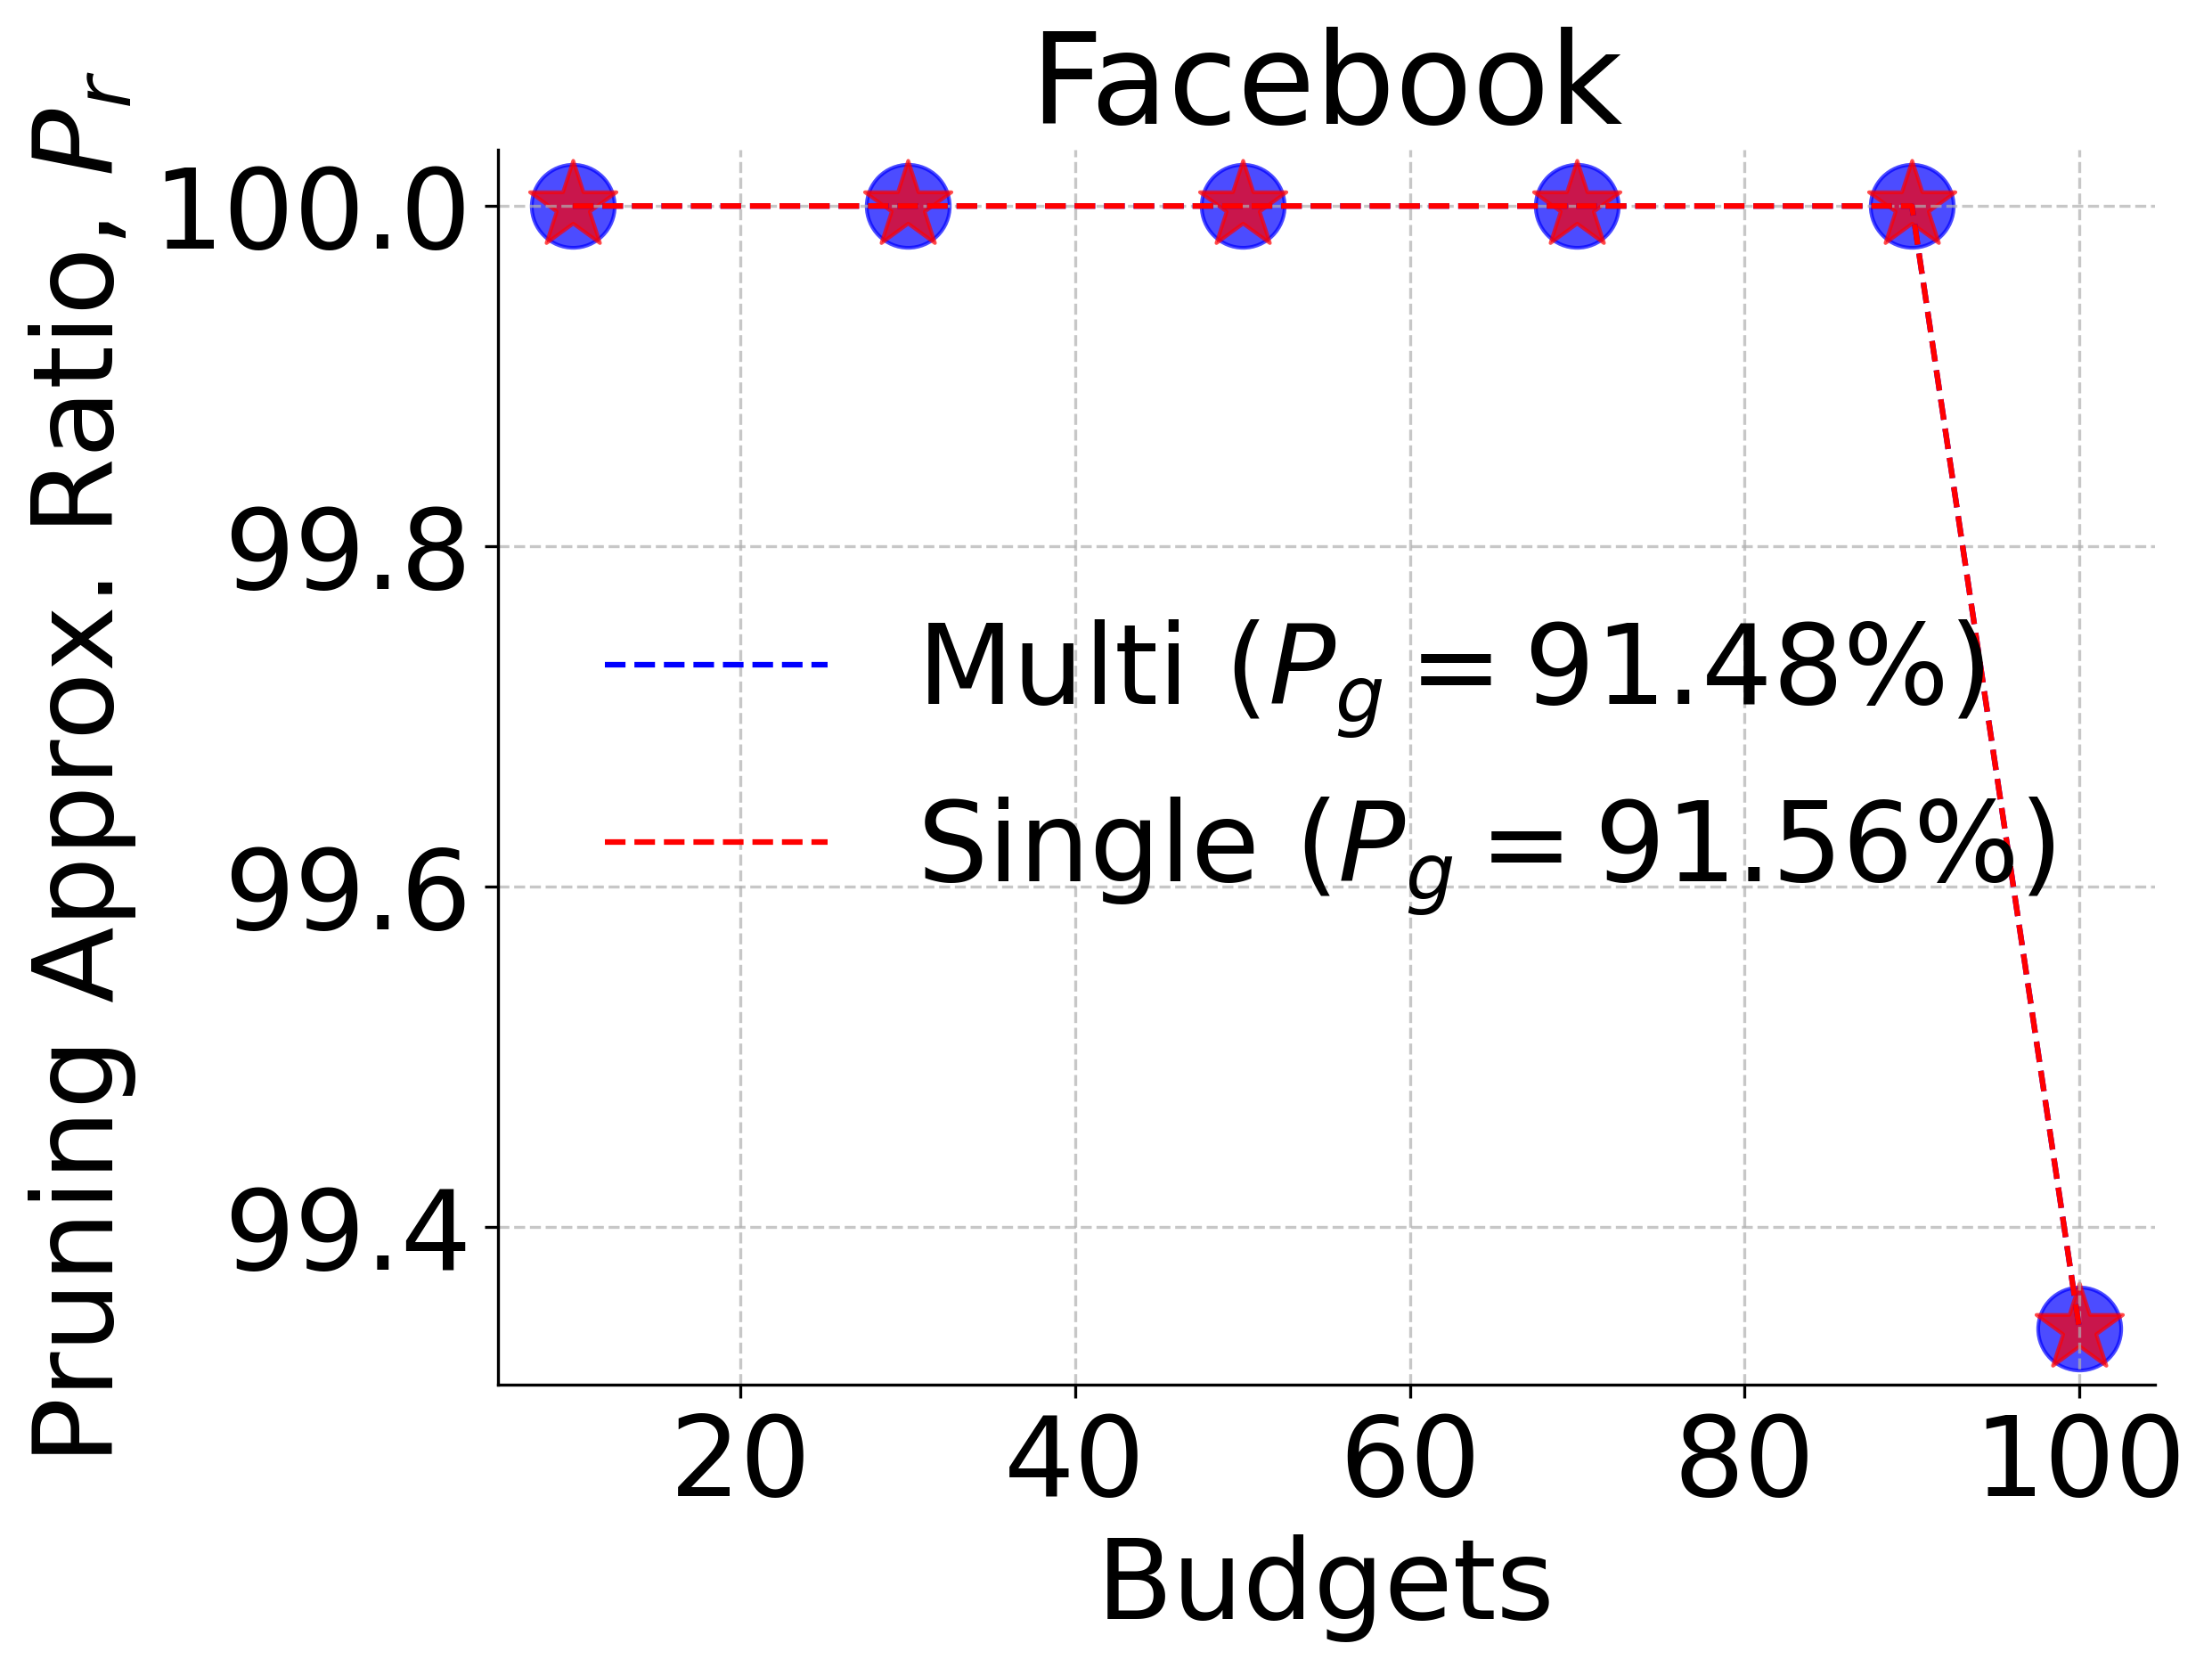 Facebook
Pruning Approx. Ratio, P_r
100.0
99.8
99.6
99.4
Multi (P_g = 91.48%)
Single (P_g = 91.56%)
20 40 60 80 100
Budgets